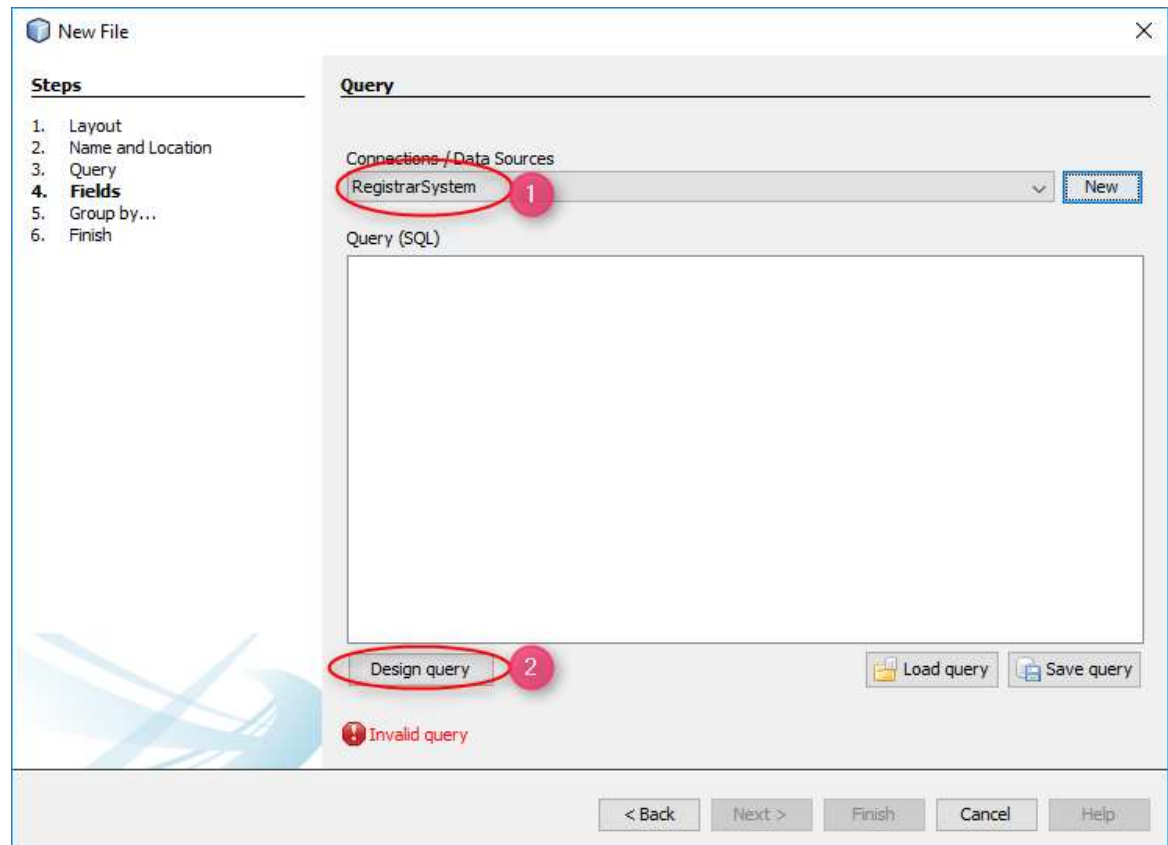 New File
Steps
1. Layout
2. Name and Location
3. Query
4. Fields
5. Group by...
6. Finish
Query
Connections / Data Sources
RegistrarSystem
1
New
Query (SQL)
Design query
2
Load query
Save query
Invalid query
< Back
Next >
Finish
Cancel
Help